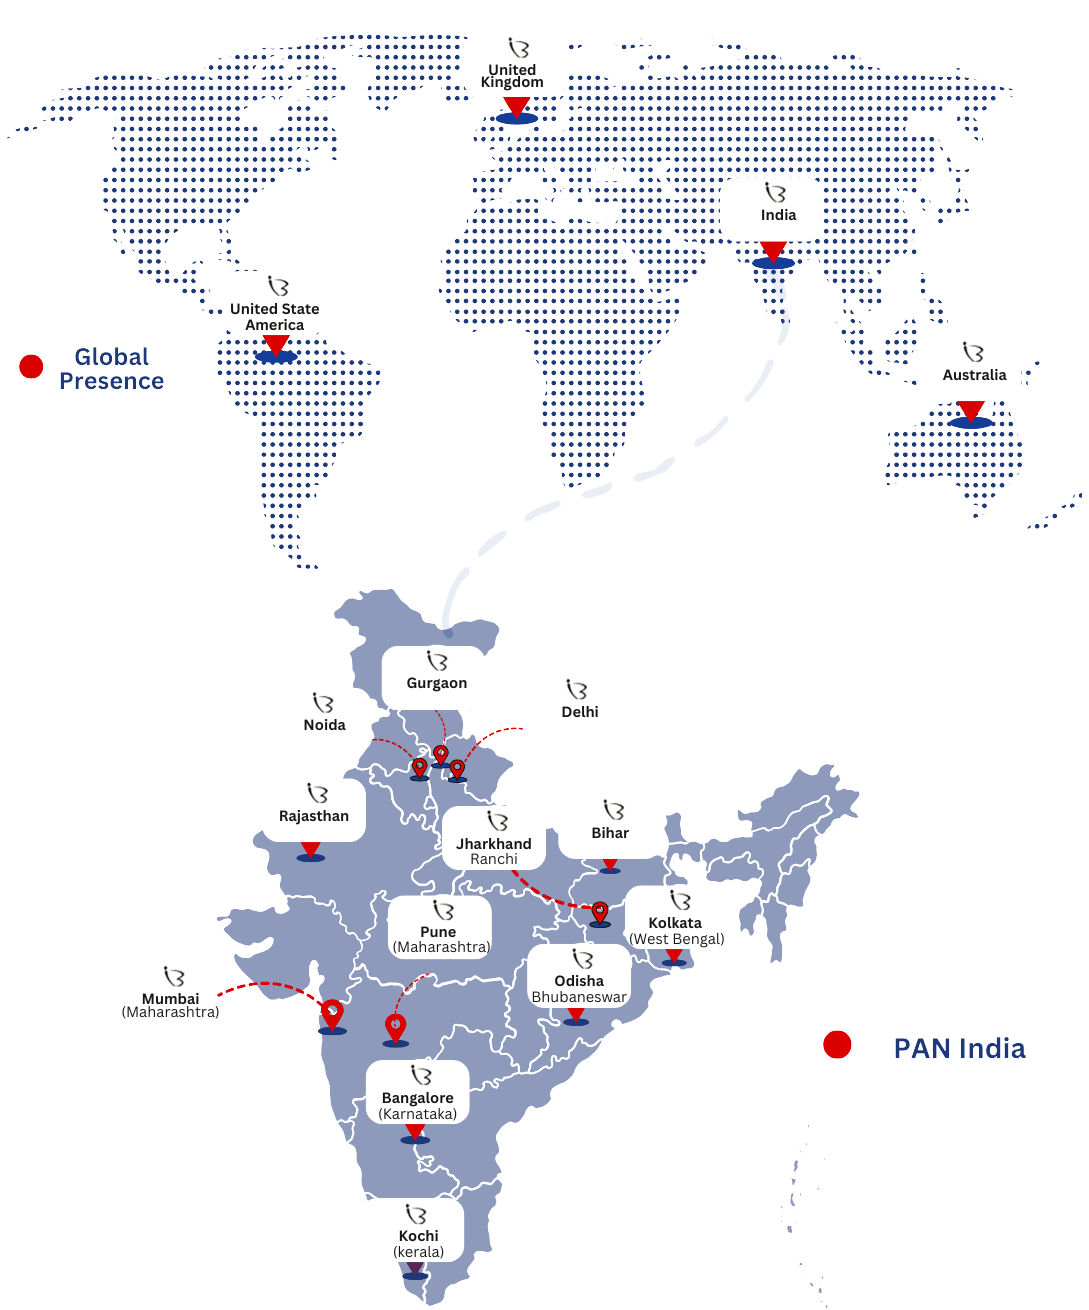 United
Kingdom
India
United State
America
Global
Presence
Australia
Gurgaon
Noida
Delhi
Rajasthan
Jharkhand
Ranchi
Bihar
Pune
(Maharashtra)
Kolkata
(West Bengal)
Mumbai
(Maharashtra)
Odisha
Bhubaneswar
PAN India
Bangalore
(Karnataka)
Kochi
(kerala)